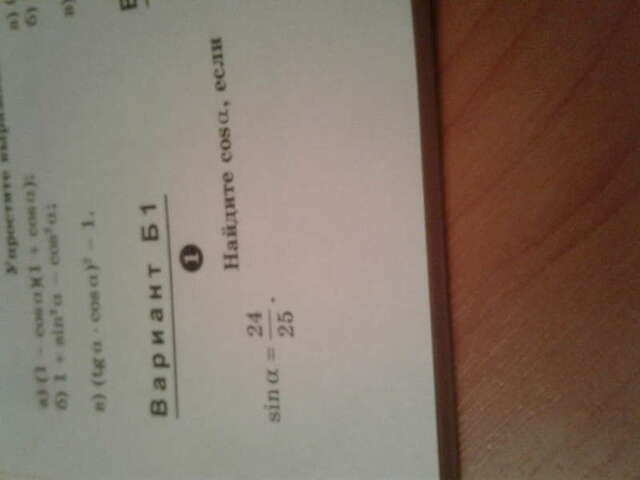 Упростите
а) (1 − cos α)(1 + cos α);
б) 1 + sin²α − cos²α;
в) (tg α · cos α)² − 1.
Вариант Б1
1
Найдите cos α, если
sin α = 24/25.
а) (
б)
в)